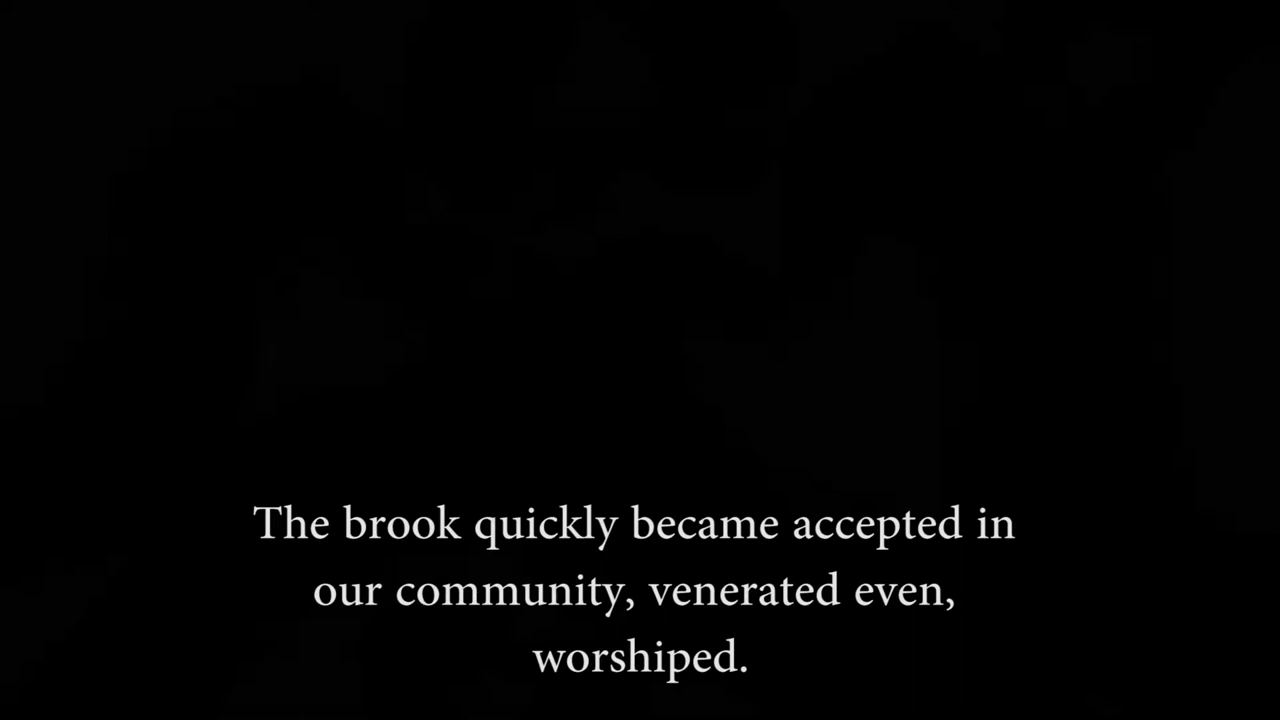 The brook quickly became accepted in
our community, venerated even,
worshiped.